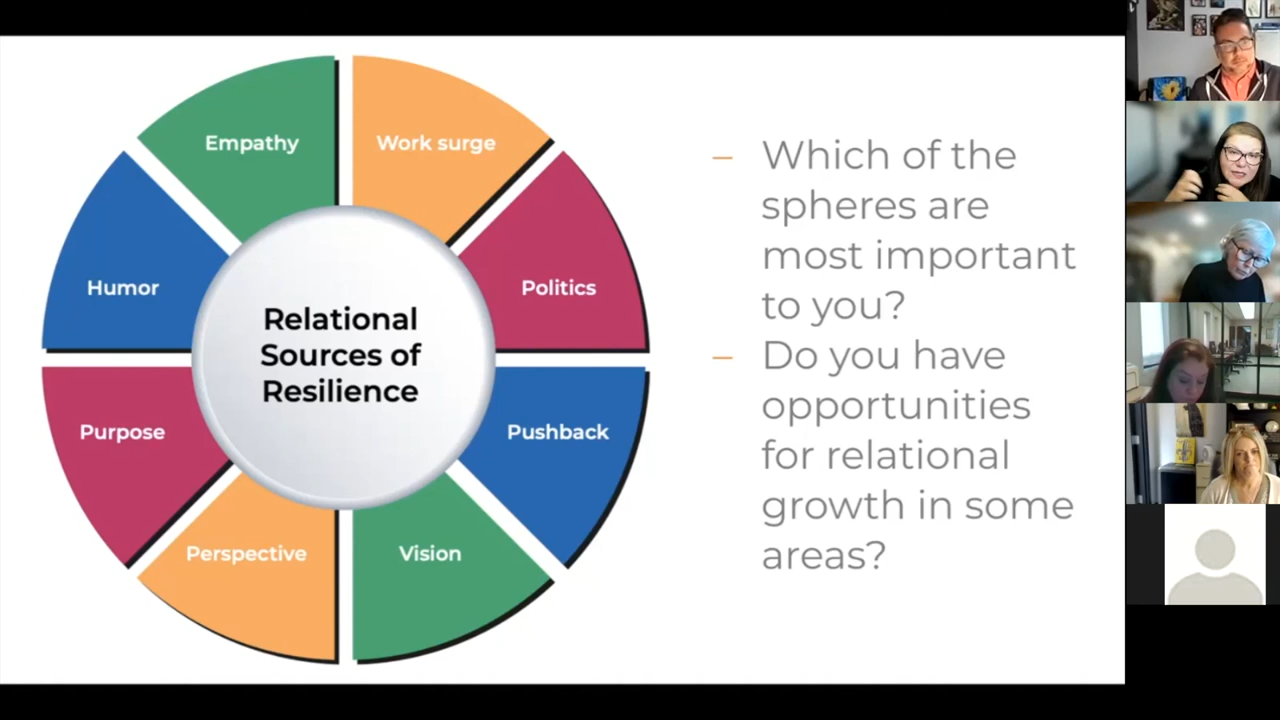 Empathy
Work surge
Humor
Politics
Relational
Sources of
Resilience
Purpose
Pushback
Perspective
Vision
– Which of the
spheres are
most important
to you?
– Do you have
opportunities
for relational
growth in some
areas?